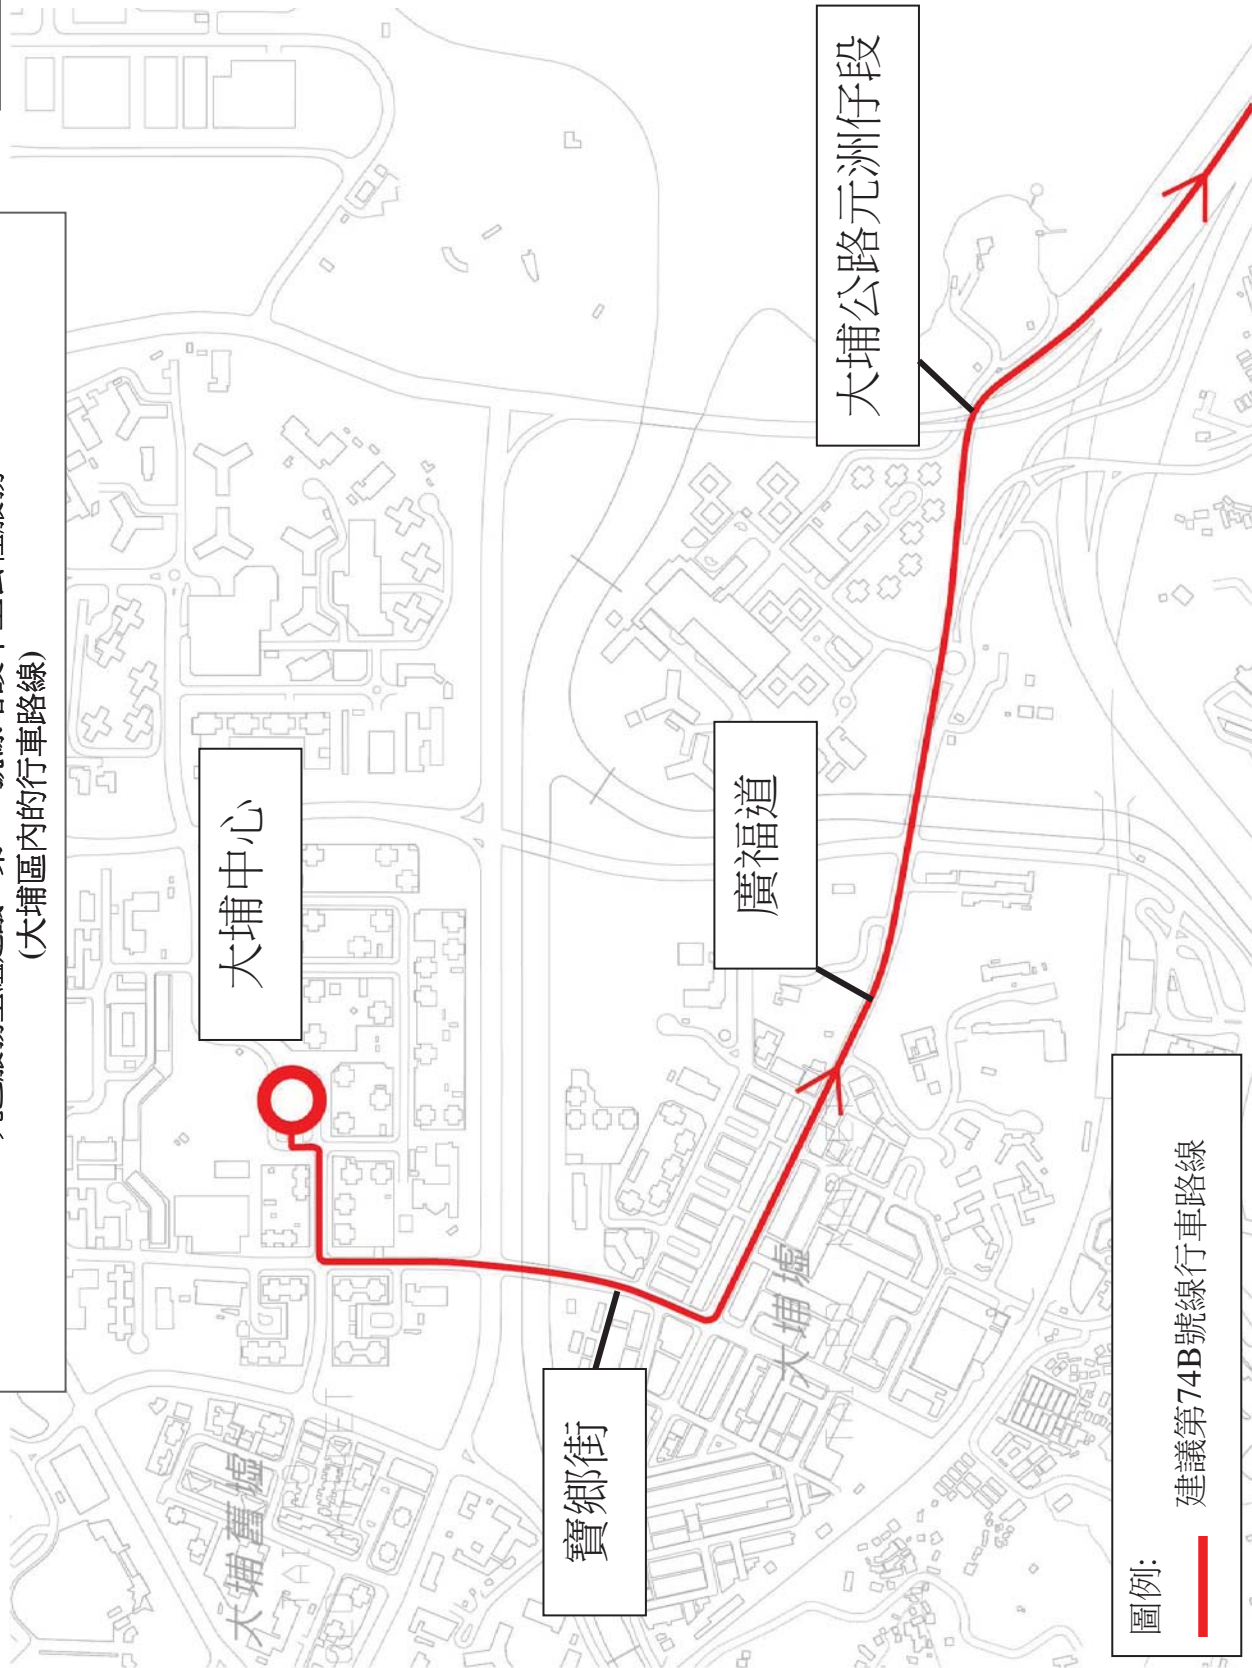 (大埔區內的行車路線)
大埔中心
大埔公路元洲仔段
廣福道
寶鄉街
大埔舊墟
大埔墟
圖例:
建議第74B號線行車路線